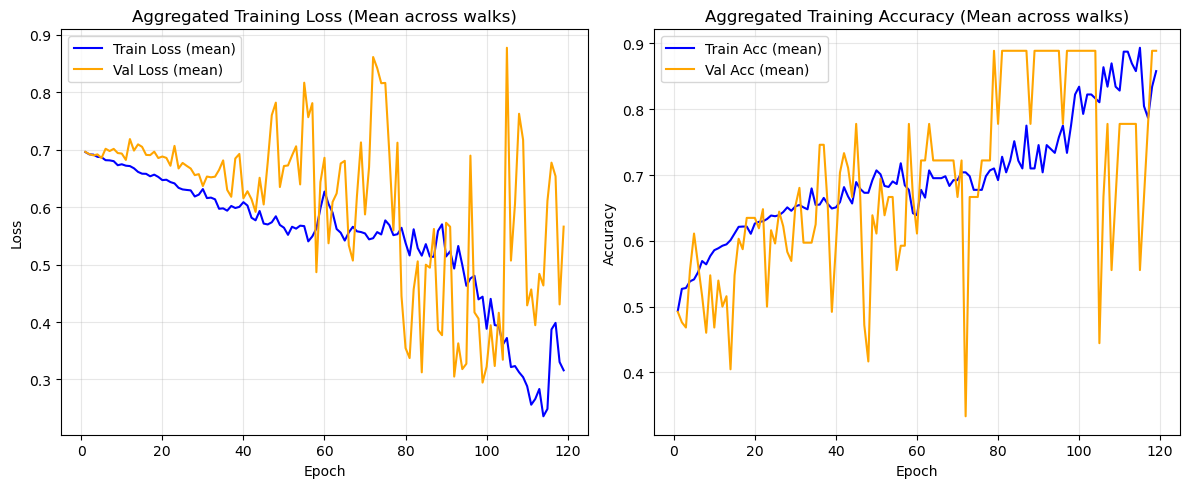 Aggregated Training Loss (Mean across walks)
Train Loss (mean)
Val Loss (mean)
0.9
0.8
0.7
0.6
0.5
0.4
0.3
Loss
0 20 40 60 80 100 120
Epoch
Aggregated Training Accuracy (Mean across walks)
Train Acc (mean)
Val Acc (mean)
0.9
0.8
0.7
0.6
0.5
0.4
Accuracy
0 20 40 60 80 100 120
Epoch